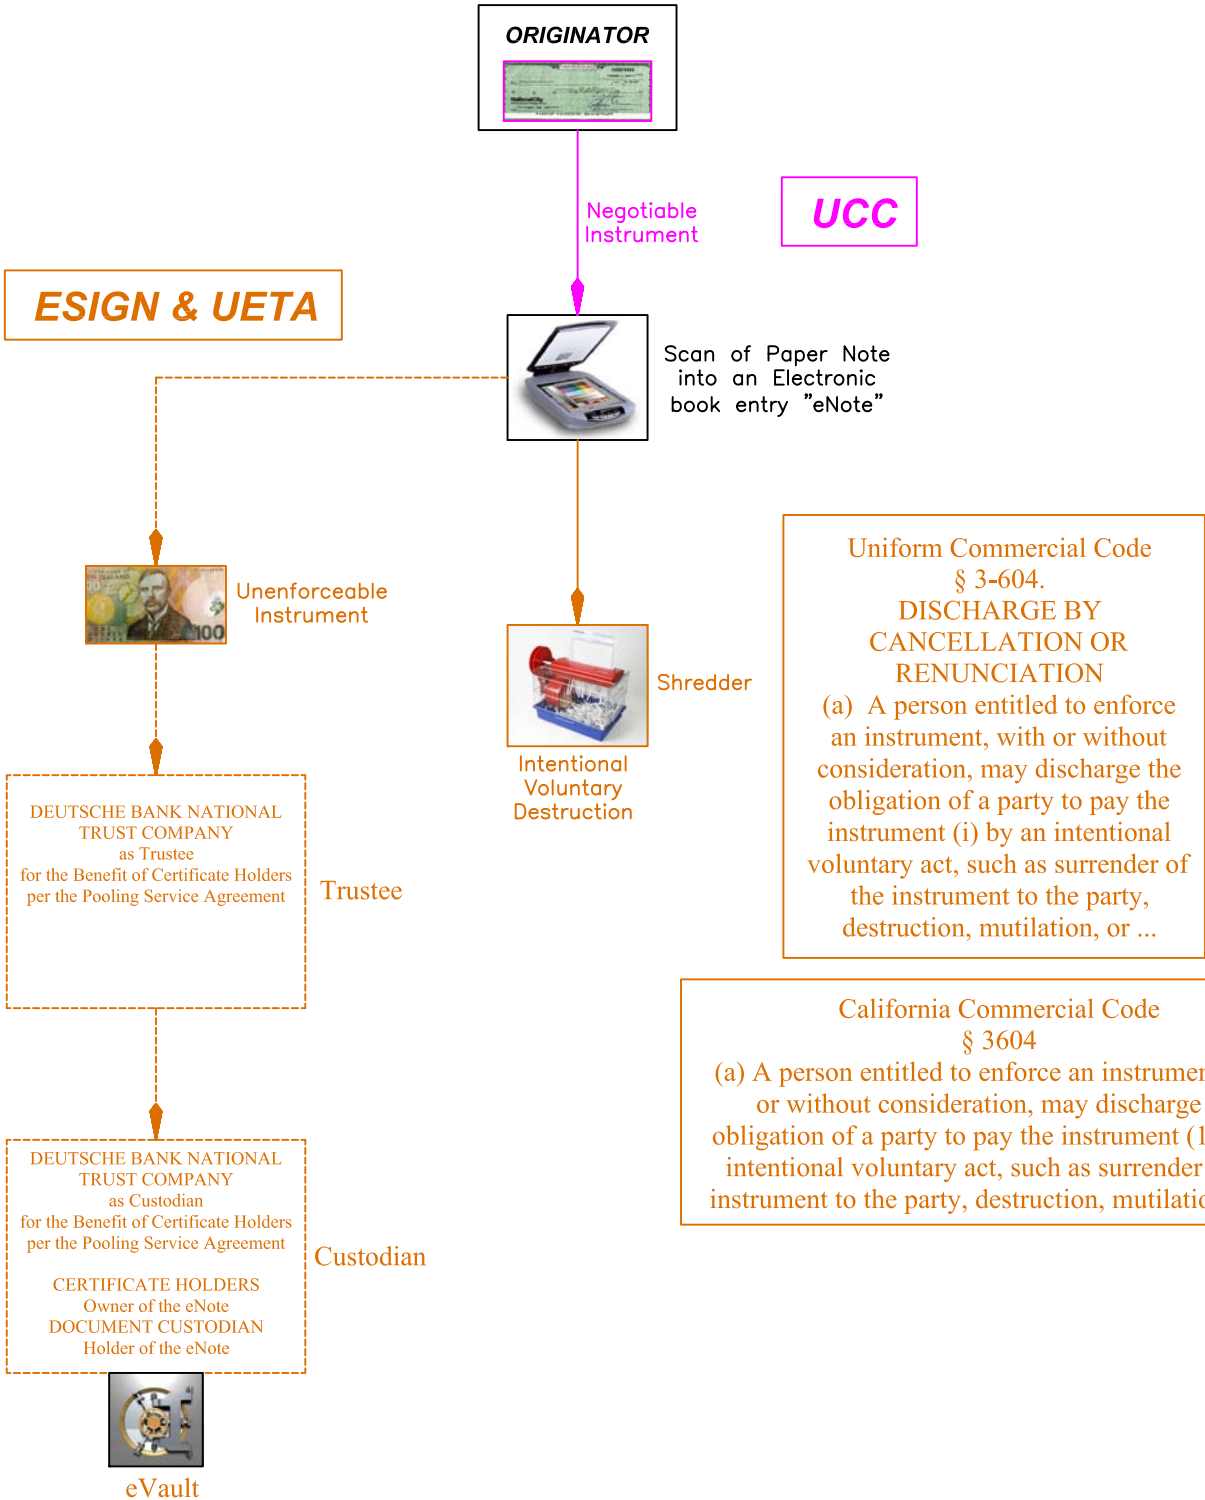 ORIGINATOR
NationalCity
Negotiable
Instrument
UCC
ESIGN & UETA
Scan of Paper Note
into an Electronic
book entry "eNote"
Unenforceable
Instrument
100
Shredder
Intentional
Voluntary
Destruction
Uniform Commercial Code
§ 3-604.
DISCHARGE BY
CANCELLATION OR
RENUNCIATION
(a) A person entitled to enforce
an instrument, with or without
consideration, may discharge the
obligation of a party to pay the
instrument (i) by an intentional
voluntary act, such as surrender of
the instrument to the party,
destruction, mutilation, or ...
DEUTSCHE BANK NATIONAL
TRUST COMPANY
as Trustee
for the Benefit of Certificate Holders
per the Pooling Service Agreement
Trustee
California Commercial Code
§ 3604
(a) A person entitled to enforce an instrumen
or without consideration, may discharge
obligation of a party to pay the instrument (1
intentional voluntary act, such as surrender
instrument to the party, destruction, mutilatio
DEUTSCHE BANK NATIONAL
TRUST COMPANY
as Custodian
for the Benefit of Certificate Holders
per the Pooling Service Agreement
CERTIFICATE HOLDERS
Owner of the eNote
DOCUMENT CUSTODIAN
Holder of the eNote
Custodian
eVault